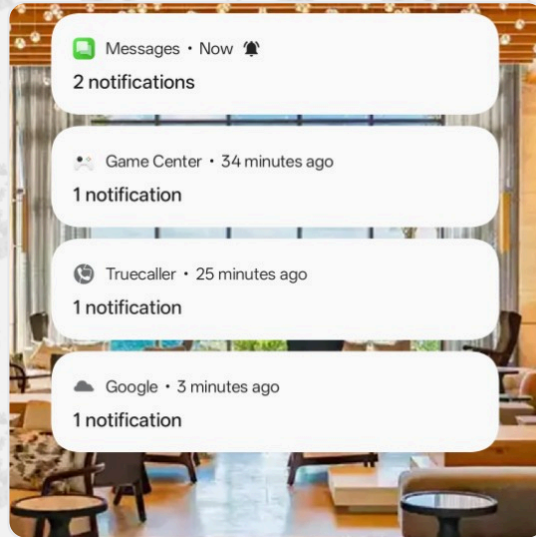 Messages • Now
2 notifications
Game Center • 34 minutes ago
1 notification
Truecaller • 25 minutes ago
1 notification
Google • 3 minutes ago
1 notification